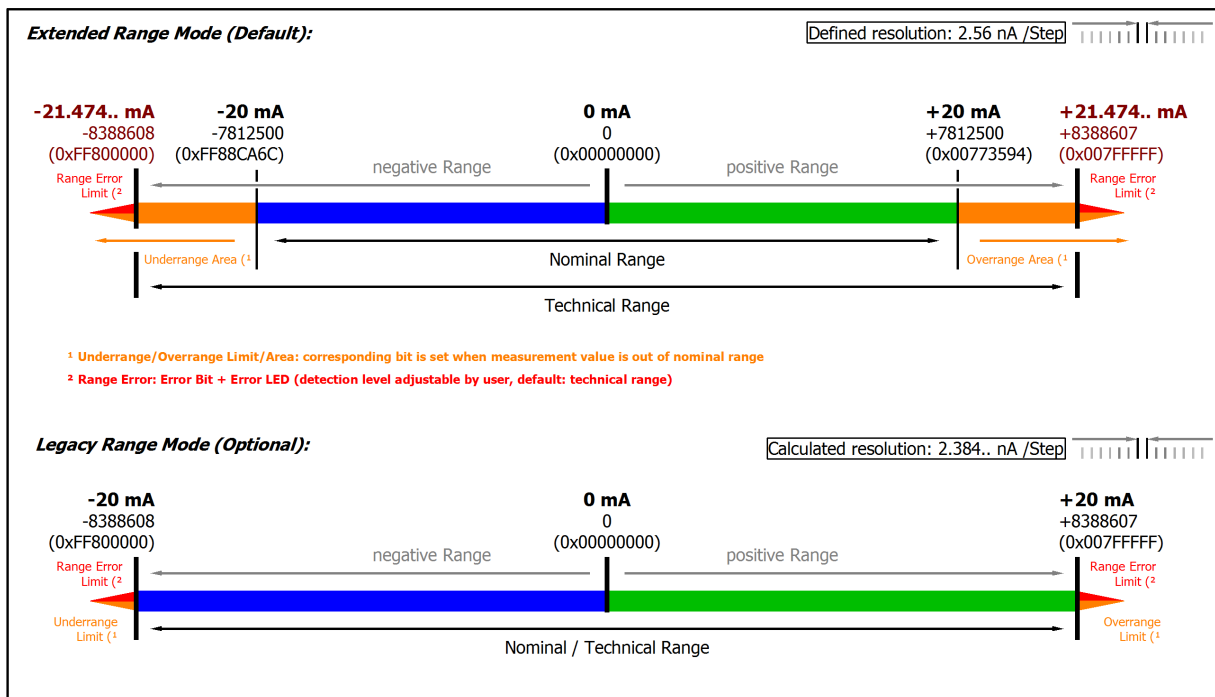 Extended Range Mode (Default):
Defined resolution: 2.56 nA /Step
-21.474.. mA
-8388608
(0xFF800000)
-20 mA
-7812500
(0xFF88CA6C)
0 mA
0
(0x00000000)
+20 mA
+7812500
(0x00773594)
+21.474.. mA
+8388607
(0x007FFFFF)
negative Range
positive Range
Range Error
Limit (²
Range Error
Limit (²
Underrange Area (¹
Nominal Range
Overrange Area (¹
Technical Range
¹ Underrange/Overrange Limit/Area: corresponding bit is set when measurement value is out of nominal range
² Range Error: Error Bit + Error LED (detection level adjustable by user, default: technical range)
Legacy Range Mode (Optional):
Calculated resolution: 2.384.. nA /Step
-20 mA
-8388608
(0xFF800000)
0 mA
0
(0x00000000)
+20 mA
+8388607
(0x007FFFFF)
negative Range
positive Range
Range Error
Limit (²
Range Error
Limit (²
Underrange
Limit (¹
Overrange
Limit (¹
Nominal / Technical Range